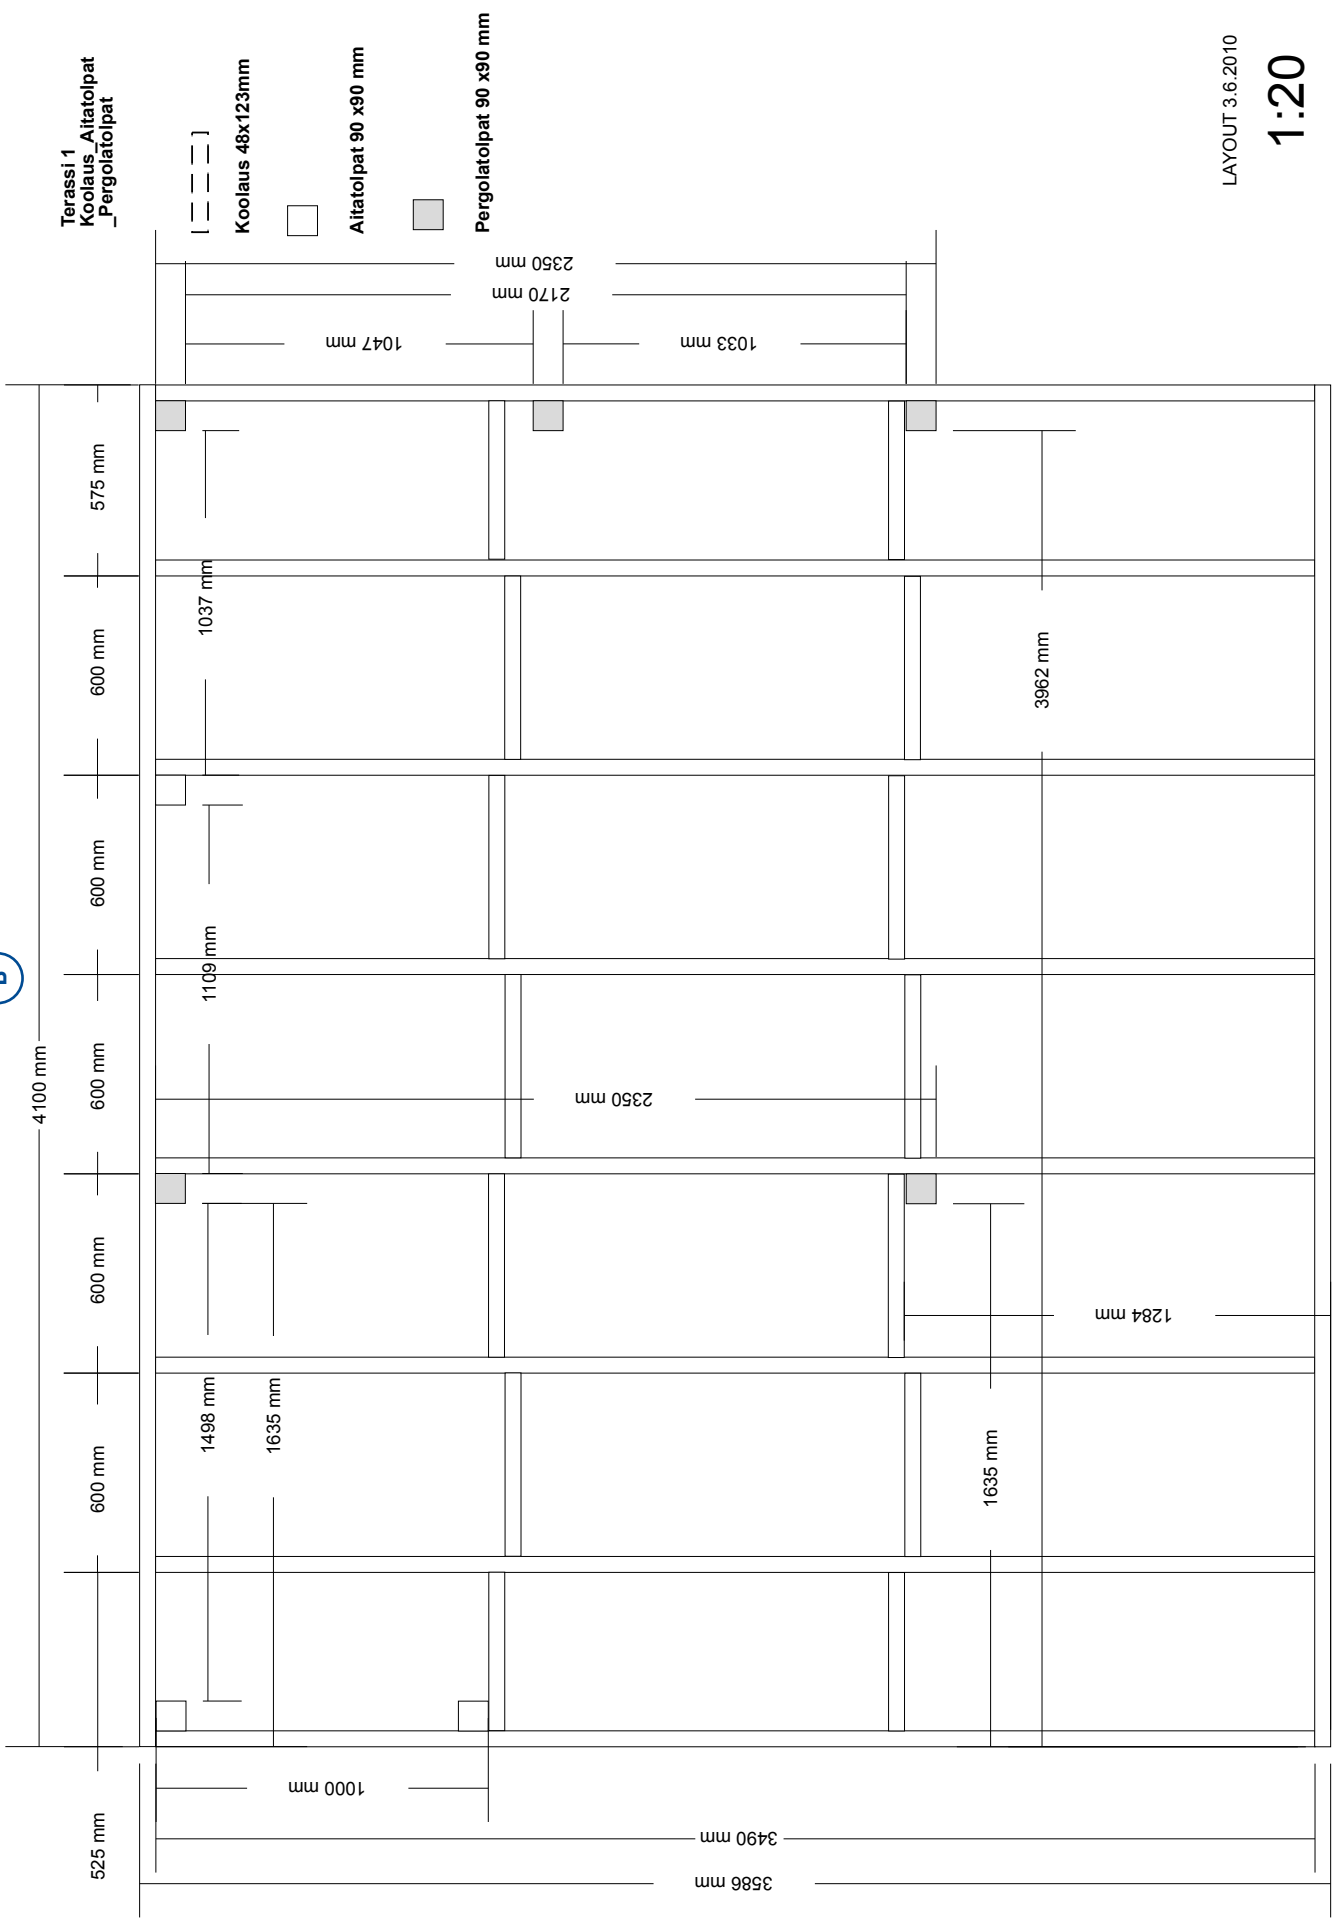 Terassi 1
Koolaus_Aitatolpat
_Pergolatolpat
Koolaus 48x123mm
Aitatolpat 90 x90 mm
Pergolatolpat 90 x90 mm
LAYOUT 3.6.2010
1:20
4100 mm
525 mm
600 mm
600 mm
600 mm
600 mm
600 mm
575 mm
1498 mm
1109 mm
1037 mm
1635 mm
1635 mm
3962 mm
1000 mm
3490 mm
3586 mm
2350 mm
1284 mm
1047 mm
1033 mm
2170 mm
2350 mm